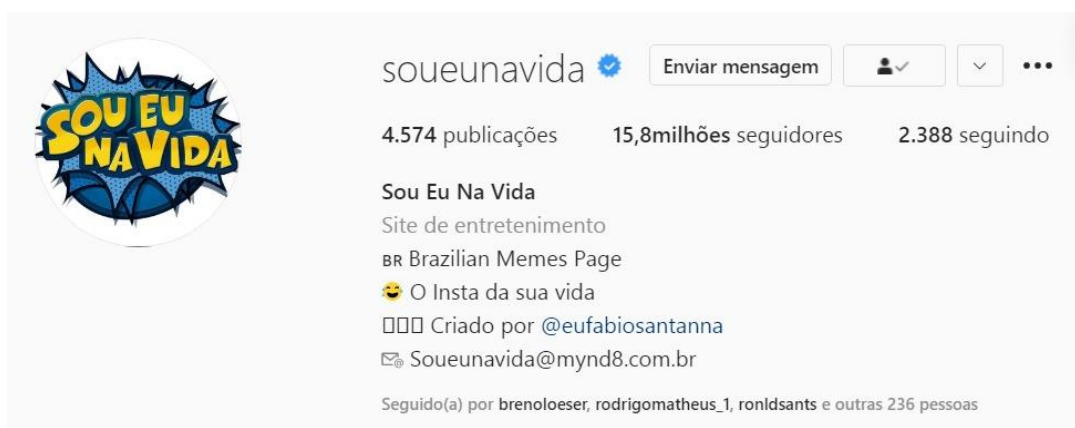 SOU EU
NA VIDA
soueunavida Enviar mensagem
4.574 publicações 15,8milhões seguidores 2.388 seguindo
Sou Eu Na Vida
Site de entretenimento
BR Brazilian Memes Page
😂 O Insta da sua vida
Criado por @eufabiosantanna
Soueunavida@mynd8.com.br
Seguido(a) por brenoloeser, rodrigomatheus_1, ronldsants e outras 236 pessoas